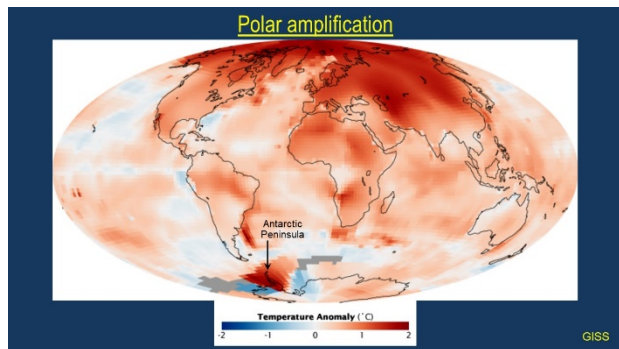 Polar amplification
Antarctic
Peninsula
Temperature Anomaly (˚C)
-2 -1 0 1 2
GISS